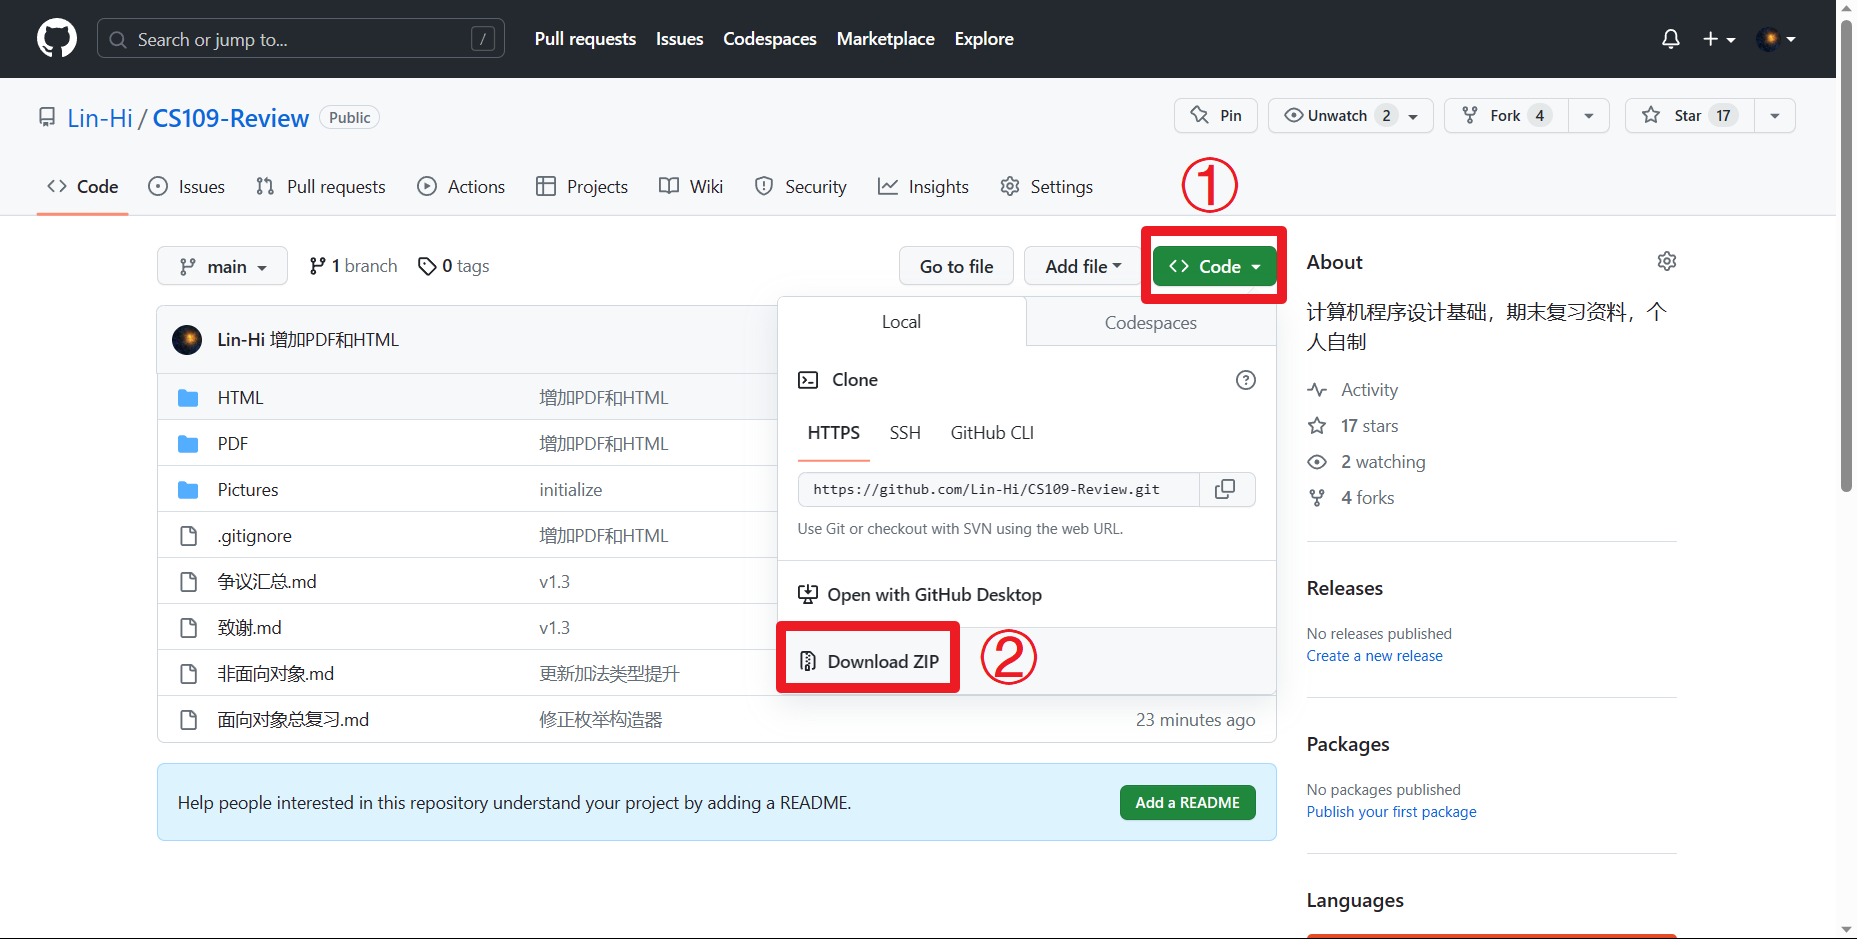 Search or jump to... /
Pull requests Issues Codespaces Marketplace Explore
Lin-Hi / CS109-Review Public
Pin Unwatch 2 Fork 4 Star 17
Code Issues Pull requests Actions Projects Wiki Security Insights Settings
①
main 1 branch 0 tags Go to file Add file Code
Local Codespaces
Clone
HTTPS SSH GitHub CLI
https://github.com/Lin-Hi/CS109-Review.git
Use Git or checkout with SVN using the web URL.
Open with GitHub Desktop
Download ZIP ②
Lin-Hi 增加PDF和HTML
HTML 增加PDF和HTML
PDF 增加PDF和HTML
Pictures initialize
.gitignore 增加PDF和HTML
争议汇总.md v1.3
致谢.md v1.3
非面向对象.md 更新加法类型提升
面向对象总复习.md 修正枚举构造器 23 minutes ago
Help people interested in this repository understand your project by adding a README. Add a README
About
计算机程序设计基础，期末复习资料，个
人自制
Activity
17 stars
2 watching
4 forks
Releases
No releases published
Create a new release
Packages
No packages published
Publish your first package
Languages